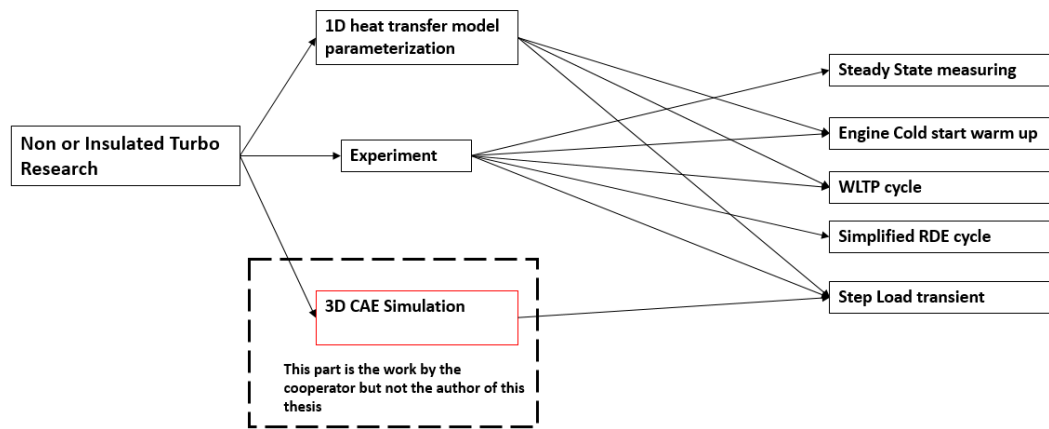 1D heat transfer model
parameterization
Steady State measuring
Engine Cold start warm up
Non or Insulated Turbo
Research
Experiment
WLTP cycle
Simplified RDE cycle
3D CAE Simulation
Step Load transient
This part is the work by the
cooperator but not the author of this
thesis